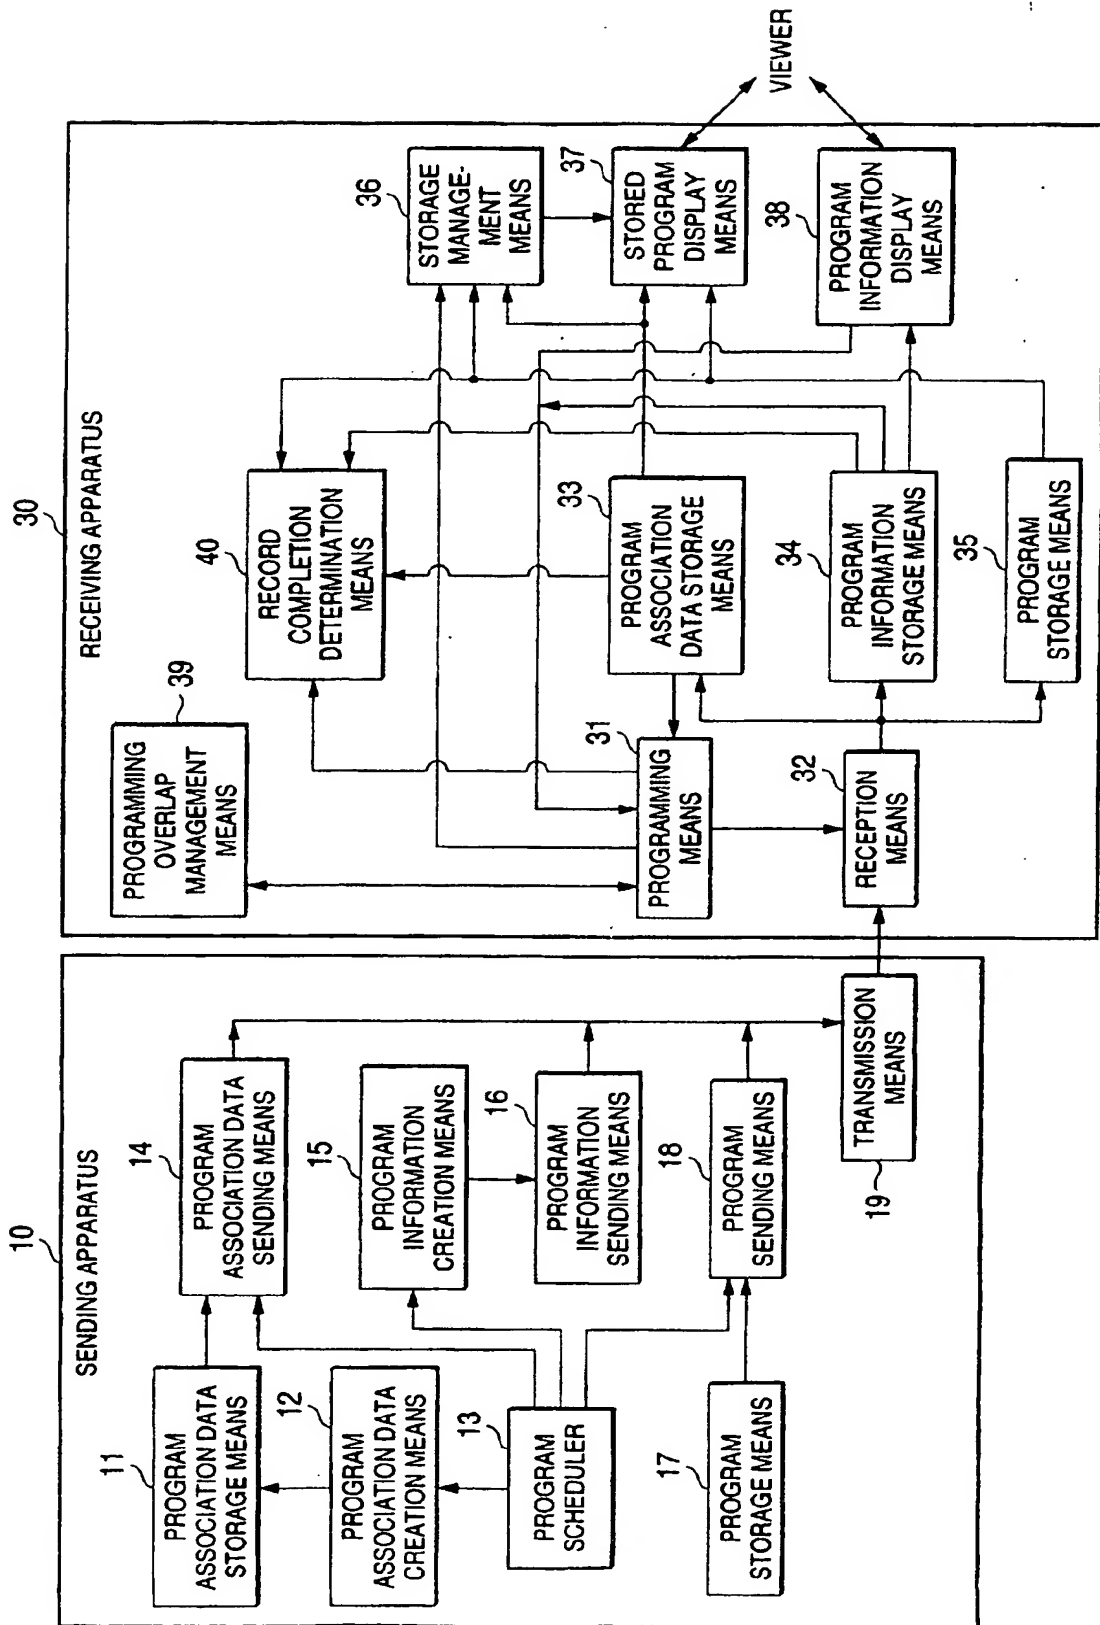 10
SENDING APPARATUS
11
PROGRAM
ASSOCIATION DATA
STORAGE MEANS
12
PROGRAM
ASSOCIATION DATA
CREATION MEANS
13
PROGRAM
SCHEDULER
17
PROGRAM
STORAGE MEANS
14
PROGRAM
ASSOCIATION DATA
SENDING MEANS
15
PROGRAM
INFORMATION
CREATION MEANS
16
PROGRAM
INFORMATION
SENDING MEANS
18
PROGRAM
SENDING MEANS
TRANSMISSION
MEANS
19
30
RECEIVING APPARATUS
39
PROGRAMMING
OVERLAP
MANAGEMENT
MEANS
31
PROGRAMMING
MEANS
32
RECEPTION
MEANS
40
RECORD
COMPLETION
DETERMINATION
MEANS
33
PROGRAM
ASSOCIATION
DATA STORAGE
MEANS
34
PROGRAM
INFORMATION
STORAGE MEANS
35
PROGRAM
STORAGE MEANS
36
STORAGE
MANAGE-
MENT
MEANS
37
STORED
PROGRAM
DISPLAY
MEANS
38
PROGRAM
INFORMATION
DISPLAY
MEANS
VIEWER